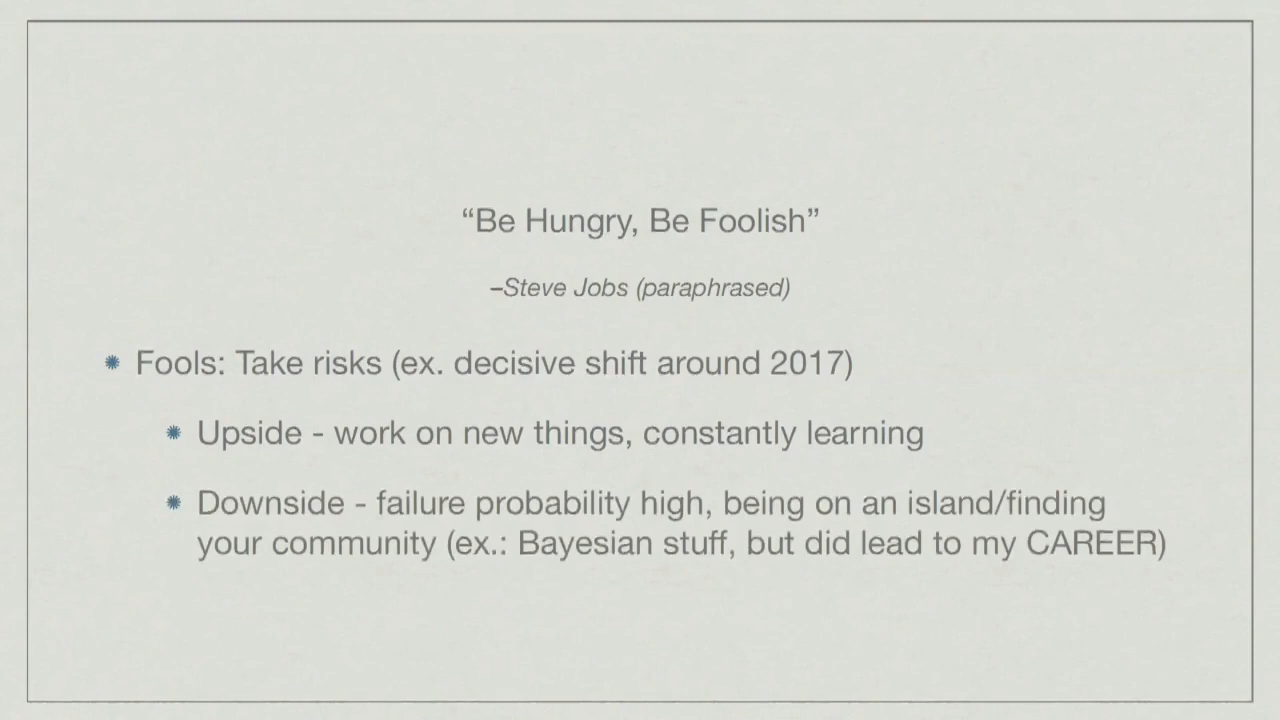 “Be Hungry, Be Foolish”
–Steve Jobs (paraphrased)
Fools: Take risks (ex. decisive shift around 2017)
Upside - work on new things, constantly learning
Downside - failure probability high, being on an island/finding
your community (ex.: Bayesian stuff, but did lead to my CAREER)